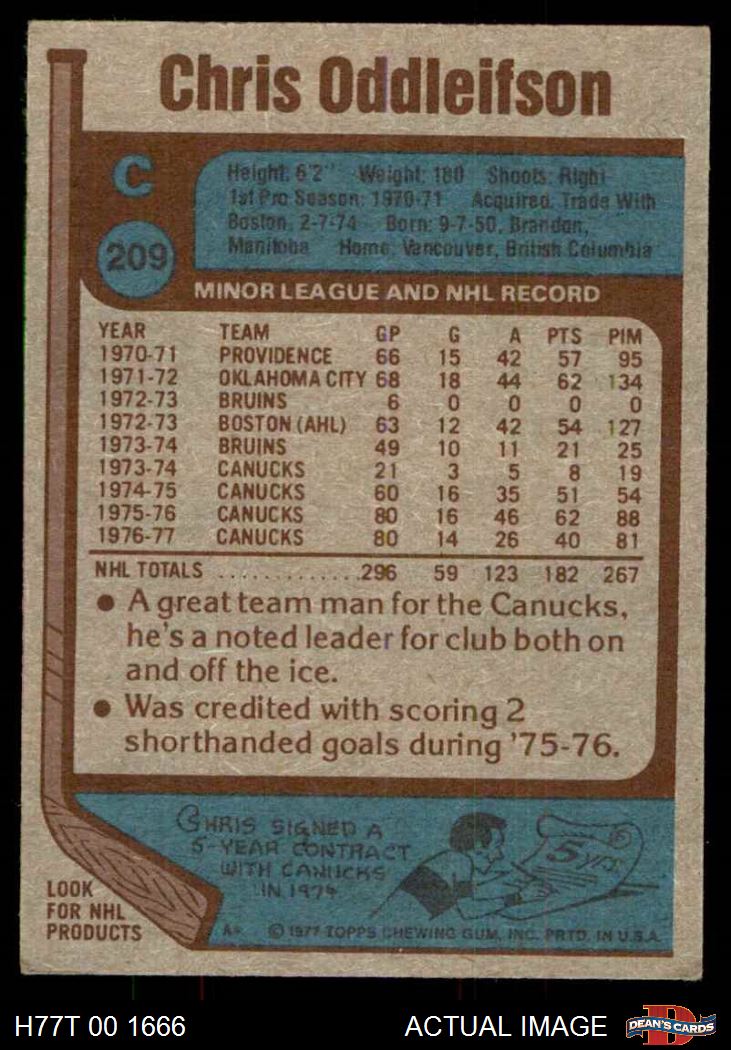 Chris Oddleifson
C
209
Height: 6'2" Weight: 180 Shoots: Right
1st Pro Season: 1970-71 Acquired: Trade With
Boston, 2-7-74 Born: 9-7-50, Brandon,
Manitoba Home: Vancouver, British Columbia
MINOR LEAGUE AND NHL RECORD
YEAR TEAM GP G A PTS PIM
1970-71 PROVIDENCE 66 15 42 57 95
1971-72 OKLAHOMA CITY 68 18 44 62 134
1972-73 BRUINS 6 0 0 0 0
1972-73 BOSTON (AHL) 63 12 42 54 127
1973-74 BRUINS 49 10 11 21 25
1973-74 CANUCKS 21 3 5 8 19
1974-75 CANUCKS 60 16 35 51 54
1975-76 CANUCKS 80 16 46 62 88
1976-77 CANUCKS 80 14 26 40 81
NHL TOTALS .............296 59 123 182 267
● A great team man for the Canucks,
he's a noted leader for club both on
and off the ice.
● Was credited with scoring 2
shorthanded goals during '75-76.
CHRIS SIGNED A
5-YEAR CONTRACT
WITH CANUCKS
IN 1974
5 yrs.
LOOK
FOR NHL
PRODUCTS
A* © 1977 TOPPS CHEWING GUM, INC. PRTD. IN U.S.A.
H77T 00 1666 ACTUAL IMAGE
D
DEAN'S CARDS